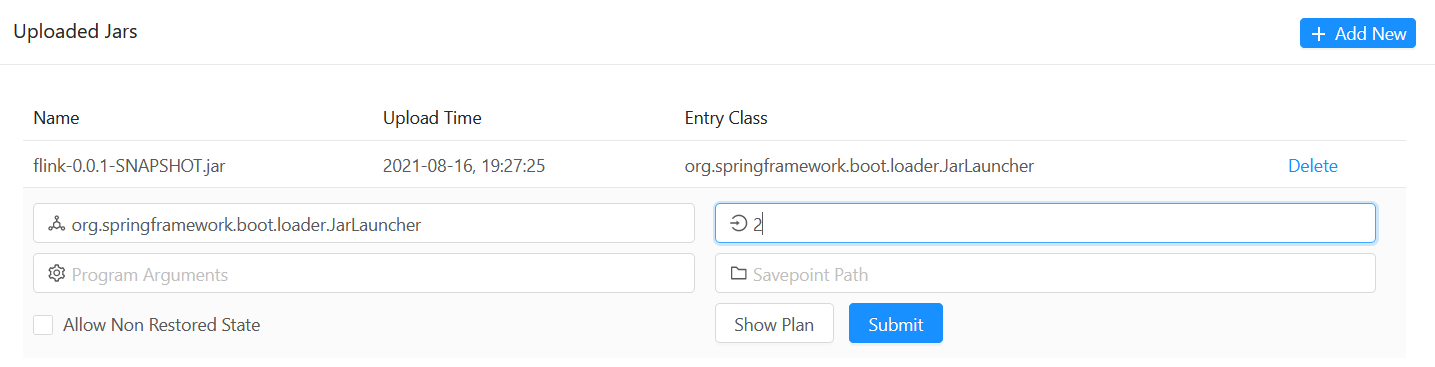 Uploaded Jars
+ Add New
Name Upload Time Entry Class
flink-0.0.1-SNAPSHOT.jar 2021-08-16, 19:27:25 org.springframework.boot.loader.JarLauncher Delete
org.springframework.boot.loader.JarLauncher 2
Program Arguments Savepoint Path
Allow Non Restored State Show Plan Submit